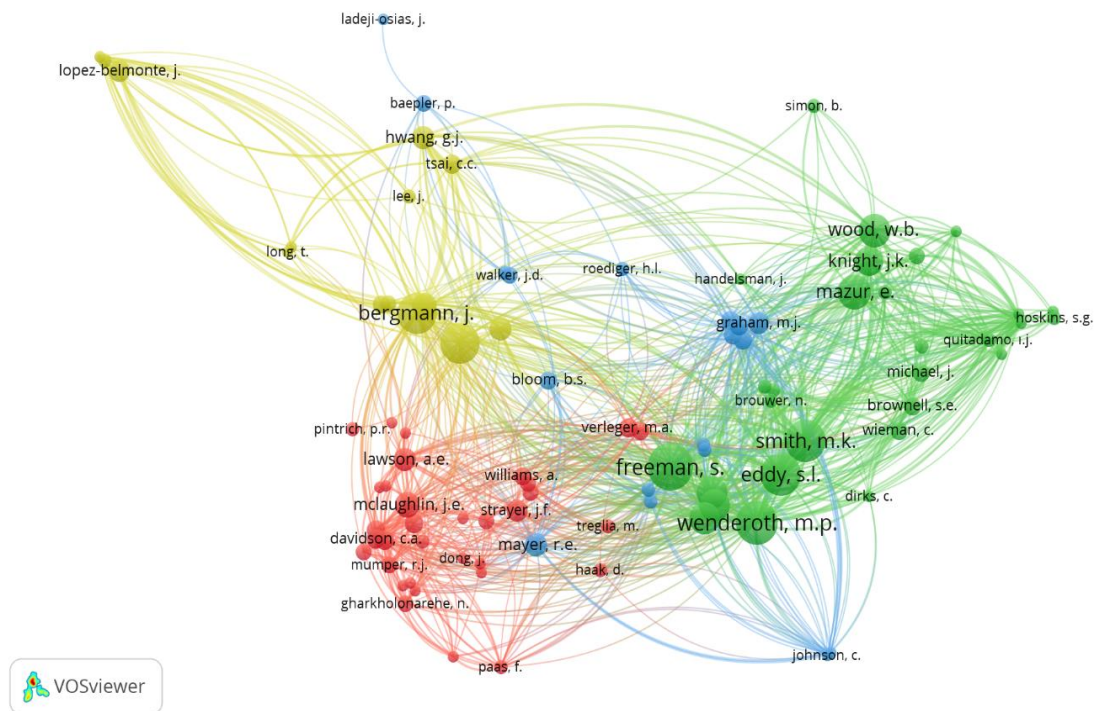 ladeji-osias, j.
lopez-belmonte, j.
baepler, p.
simon, b.
hwang, g.j.
tsai, c.c.
lee, j.
wood, w.b.
long, t.
knight, j.k.
walker, j.d.
roediger, h.l.
handelsman, j.
mazur, e.
bergmann, j.
graham, m.j.
hoskins, s.g.
quitadamo, i.j.
bloom, b.s.
michael, j.
brouwer, n.
brownell, s.e.
pintrich, p.r.
verleger, m.a.
wieman, c.
smith, m.k.
lawson, a.e.
williams, a.
freeman, s.
eddy, s.l.
mclaughlin, j.e.
strayer, j.f.
dirks, c.
treglia, m.
wenderoth, m.p.
davidson, c.a.
mayer, r.e.
dong, j.
mumper, r.j.
haak, d.
gharkholonarehe, n.
johnson, c.
paas, f.
VOSviewer